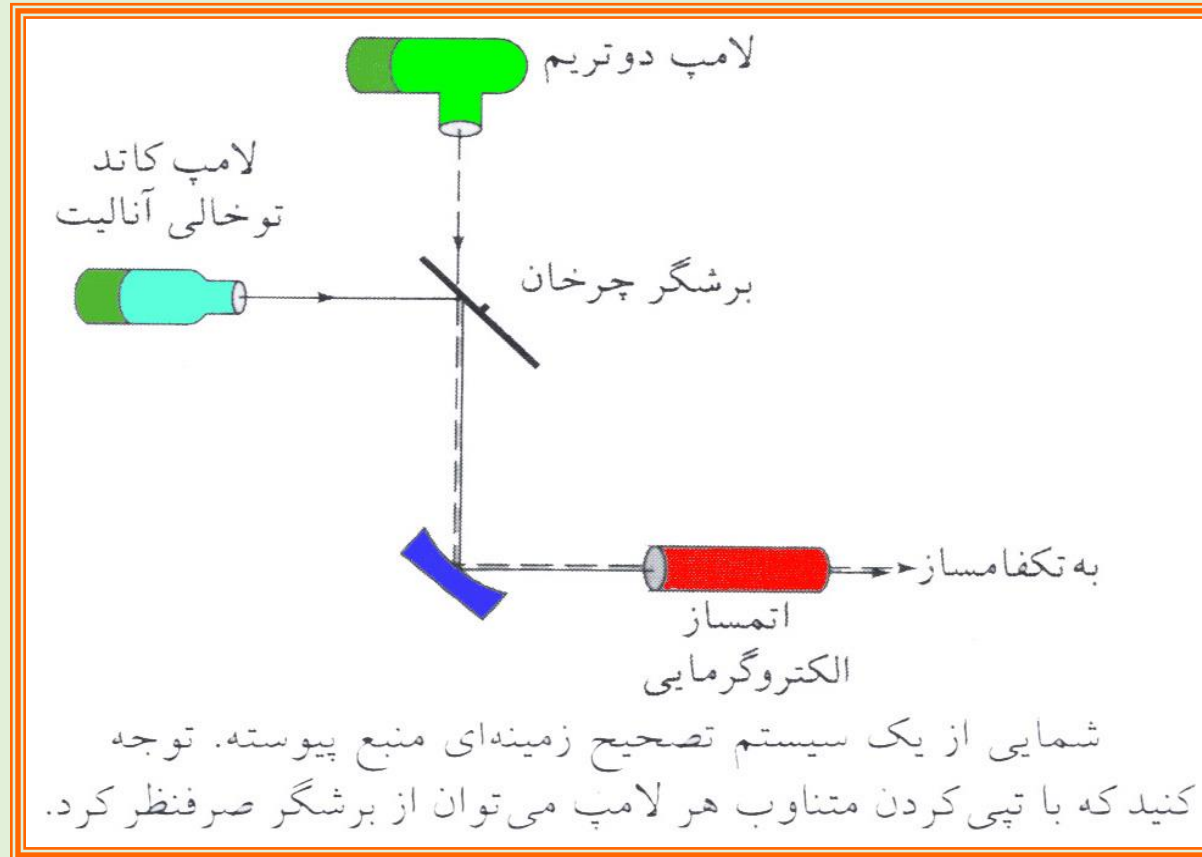 لامپ دوتریم
لامپ کاتد
توخالی آنالیت
برشگر چرخان
به تکفامساز
اتمساز
الکتروگرمایی
شمایی از یک سیستم تصحیح زمینه‌ای منبع پیوسته. توجه
کنید که با تپی‌کردن متناوب هر لامپ می‌توان از برشگر صرفنظر کرد.